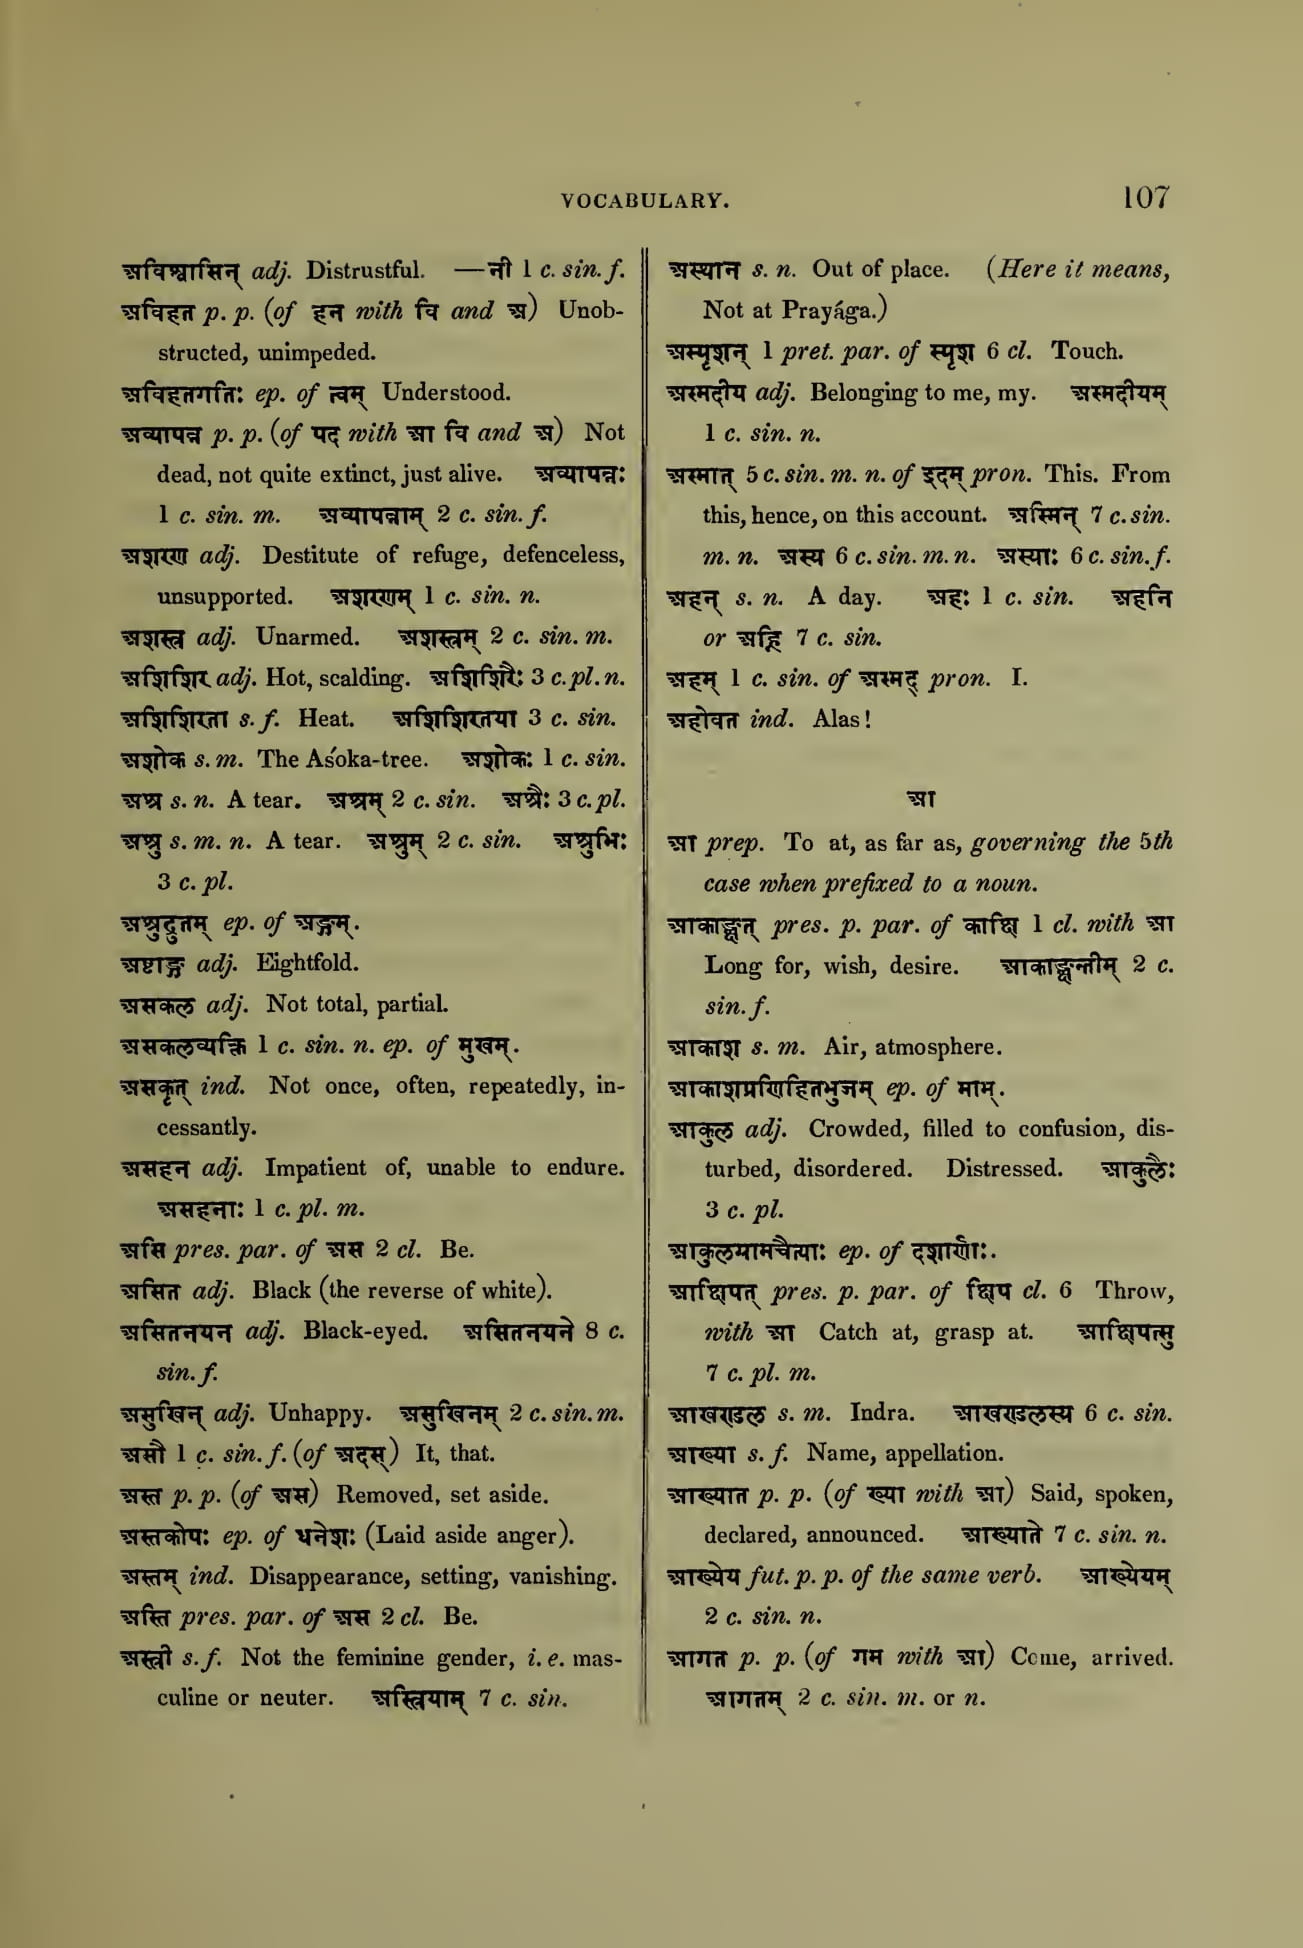 VOCABULARY. 107
अविश्वासिन् adj. Distrustful. —नी 1 c. sin. f.
अविहत p. p. (of हन with वि and अ) Unob-
structed, unimpeded.
अविहतगतिः ep. of त्वम् Understood.
अव्यापन्न p. p. (of पद् with आ वि and अ) Not
dead, not quite extinct, just alive. अव्यापन्नः
1 c. sin. m. अव्यापन्नाम् 2 c. sin. f.
अशरण adj. Destitute of refuge, defenceless,
unsupported. अशरणम् 1 c. sin. n.
अशस्त्र adj. Unarmed. अशस्त्रम् 2 c. sin. m.
अशिशिर adj. Hot, scalding. अशिशिरैः 3 c. pl. n.
अशिशिरता s. f. Heat. अशिशिरतया 3 c. sin.
अशोक s. m. The Aśoka-tree. अशोकः 1 c. sin.
अश्र s. n. A tear. अश्रम् 2 c. sin. अश्रैः 3 c. pl.
अश्रु s. m. n. A tear. अश्रुम् 2 c. sin. अश्रुभिः
3 c. pl.
अश्रुद्रुतम् ep. of अङ्गम्.
अष्टाङ्ग adj. Eightfold.
असकल adj. Not total, partial.
असकलव्यक्ति 1 c. sin. n. ep. of मुखम्.
असकृत् ind. Not once, often, repeatedly, in-
cessantly.
असहन adj. Impatient of, unable to endure.
असहनाः 1 c. pl. m.
असि pres. par. of अस 2 cl. Be.
असित adj. Black (the reverse of white).
असितनयन adj. Black-eyed. असितनयने 8 c.
sin. f.
असुखिन् adj. Unhappy. असुखिनम् 2 c. sin. m.
असौ 1 c. sin. f. (of अदस्) It, that.
अस्त p. p. (of अस) Removed, set aside.
अस्तकोपः ep. of धनेशः (Laid aside anger).
अस्तम् ind. Disappearance, setting, vanishing.
अस्ति pres. par. of अस 2 cl. Be.
अस्त्री s. f. Not the feminine gender, i. e. mas-
culine or neuter. अस्त्रियाम् 7 c. sin.
अस्थान s. n. Out of place. (Here it means,
Not at Prayága.)
अस्पृशन् 1 pret. par. of स्पृश 6 cl. Touch.
अस्मदीय adj. Belonging to me, my. अस्मदीयम्
1 c. sin. n.
अस्मात् 5 c. sin. m. n. of इदम् pron. This. From
this, hence, on this account. अस्मिन् 7 c. sin.
m. n. अस्य 6 c. sin. m. n. अस्याः 6 c. sin. f.
अहन् s. n. A day. अहः 1 c. sin. अहनि
or अह्नि 7 c. sin.
अहम् 1 c. sin. of अस्मद् pron. I.
अहोवत ind. Alas!
आ
आ prep. To at, as far as, governing the 5th
case when prefixed to a noun.
आकाङ्क्षत् pres. p. par. of काक्षि 1 cl. with आ
Long for, wish, desire. आकाङ्क्षन्तीम् 2 c.
sin. f.
आकाश s. m. Air, atmosphere.
आकाशप्रणिहितभुजम् ep. of माम्.
आकुल adj. Crowded, filled to confusion, dis-
turbed, disordered. Distressed. आकुलैः
3 c. pl.
आकुलग्रामचैत्याः ep. of दशार्णाः.
आक्षिपत् pres. p. par. of क्षिप cl. 6 Throw,
with आ Catch at, grasp at. आक्षिपत्सु
7 c. pl. m.
आखण्डल s. m. Indra. आखण्डलस्य 6 c. sin.
आख्या s. f. Name, appellation.
आख्यात p. p. (of ख्या with आ) Said, spoken,
declared, announced. आख्याते 7 c. sin. n.
आख्येय fut. p. p. of the same verb. आख्येयम्
2 c. sin. n.
आगत p. p. (of गम with आ) Come, arrived.
आगतम् 2 c. sin. m. or n.